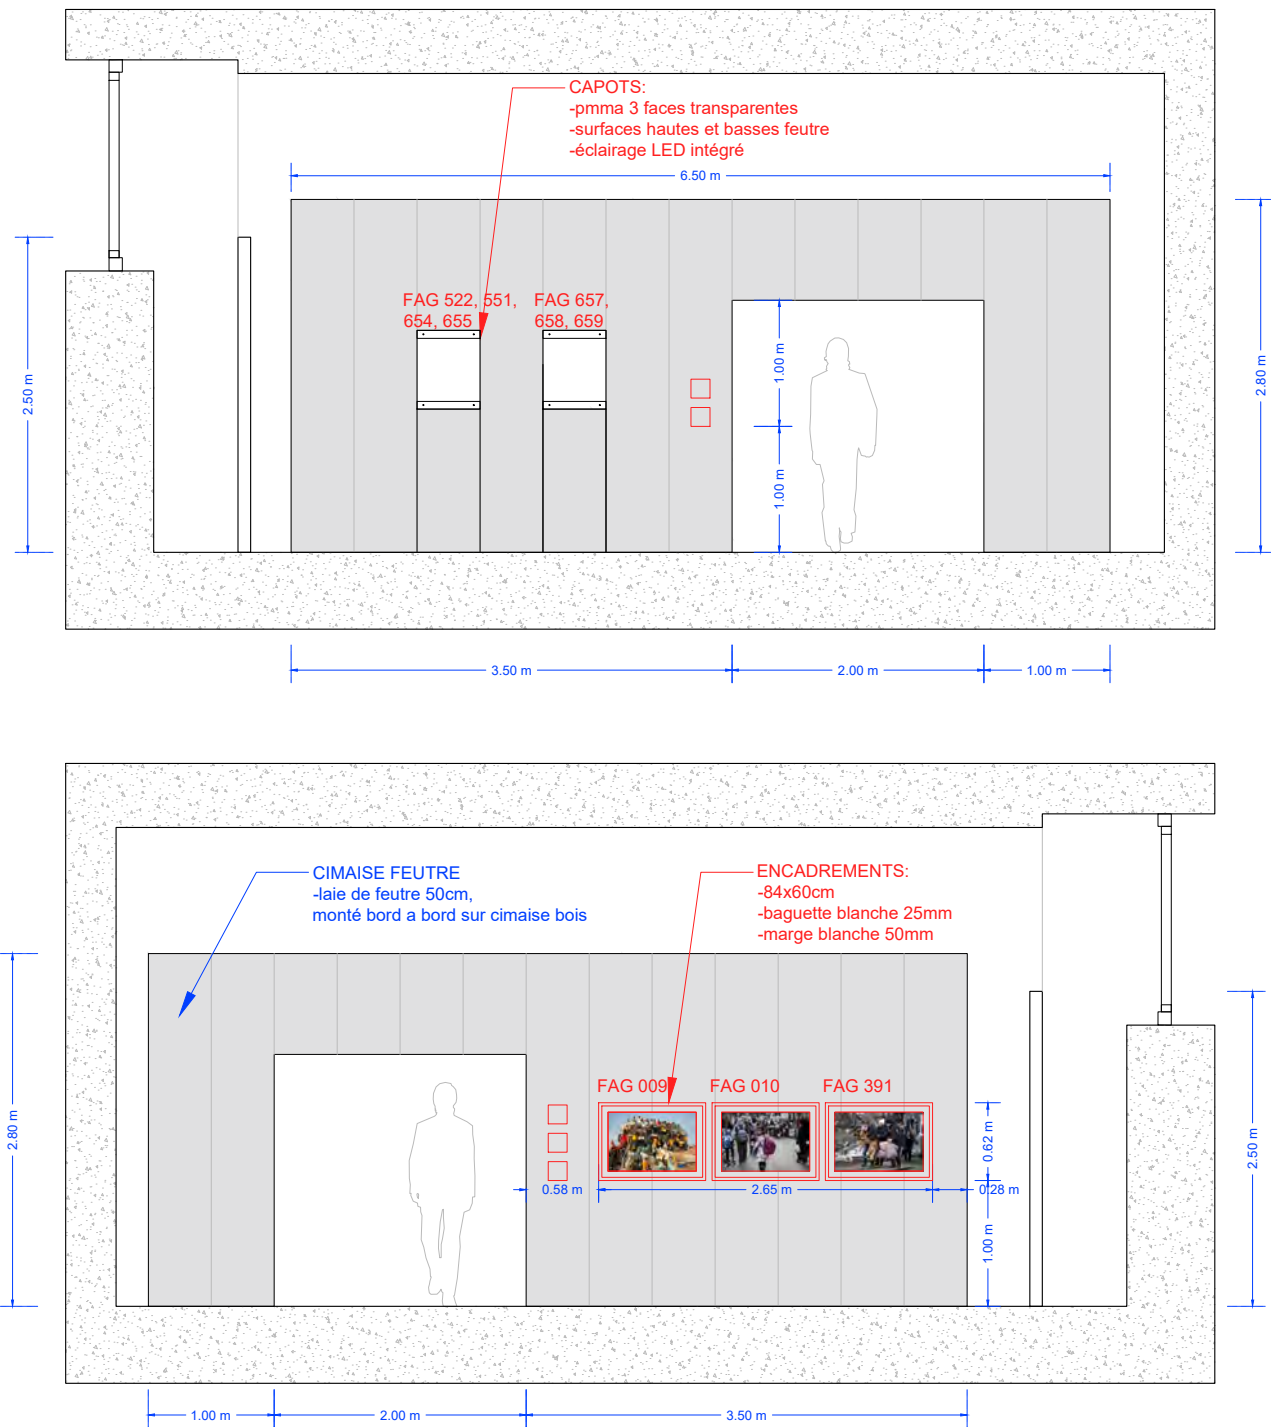 CAPOTS:
-pmma 3 faces transparentes
-surfaces hautes et basses feutre
-éclairage LED intégré
6.50 m
2.50 m
FAG 522, 551,
654, 655
FAG 657,
658, 659
1.00 m
1.00 m
2.80 m
3.50 m
2.00 m
1.00 m
CIMAISE FEUTRE
-laie de feutre 50cm,
monté bord a bord sur cimaise bois
ENCADREMENTS:
-84x60cm
-baguette blanche 25mm
-marge blanche 50mm
2.80 m
FAG 009
FAG 010
FAG 391
0.62 m
0.58 m
2.65 m
0.28 m
1.00 m
2.50 m
1.00 m
2.00 m
3.50 m